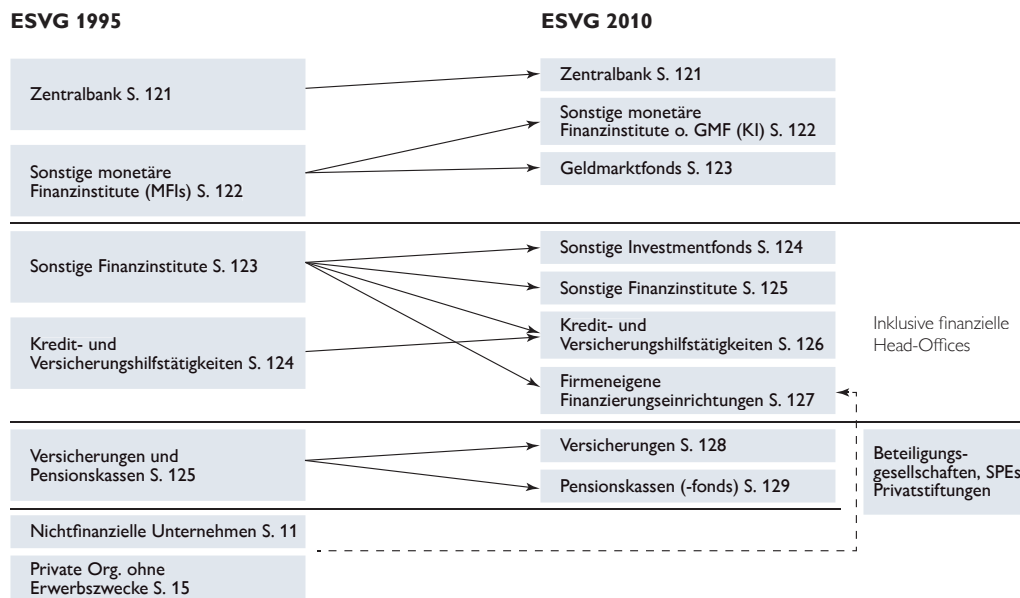 ESVG 1995
ESVG 2010
Zentralbank S. 121
Zentralbank S. 121
Sonstige monetäre
Finanzinstitute o. GMF (KI) S. 122
Sonstige monetäre
Finanzinstitute (MFIs) S. 122
Geldmarktfonds S. 123
Sonstige Finanzinstitute S. 123
Sonstige Investmentfonds S. 124
Sonstige Finanzinstitute S. 125
Kredit- und
Versicherungshilfstätigkeiten S. 124
Kredit- und
Versicherungshilfstätigkeiten S. 126
Inklusive finanzielle
Head-Offices
Firmeneigene
Finanzierungseinrichtungen S. 127
Versicherungen und
Pensionskassen S. 125
Versicherungen S. 128
Pensionskassen (-fonds) S. 129
Beteiligungs-
gesellschaften, SPEs
Privatstiftungen
Nichtfinanzielle Unternehmen S. 11
Private Org. ohne
Erwerbszwecke S. 15